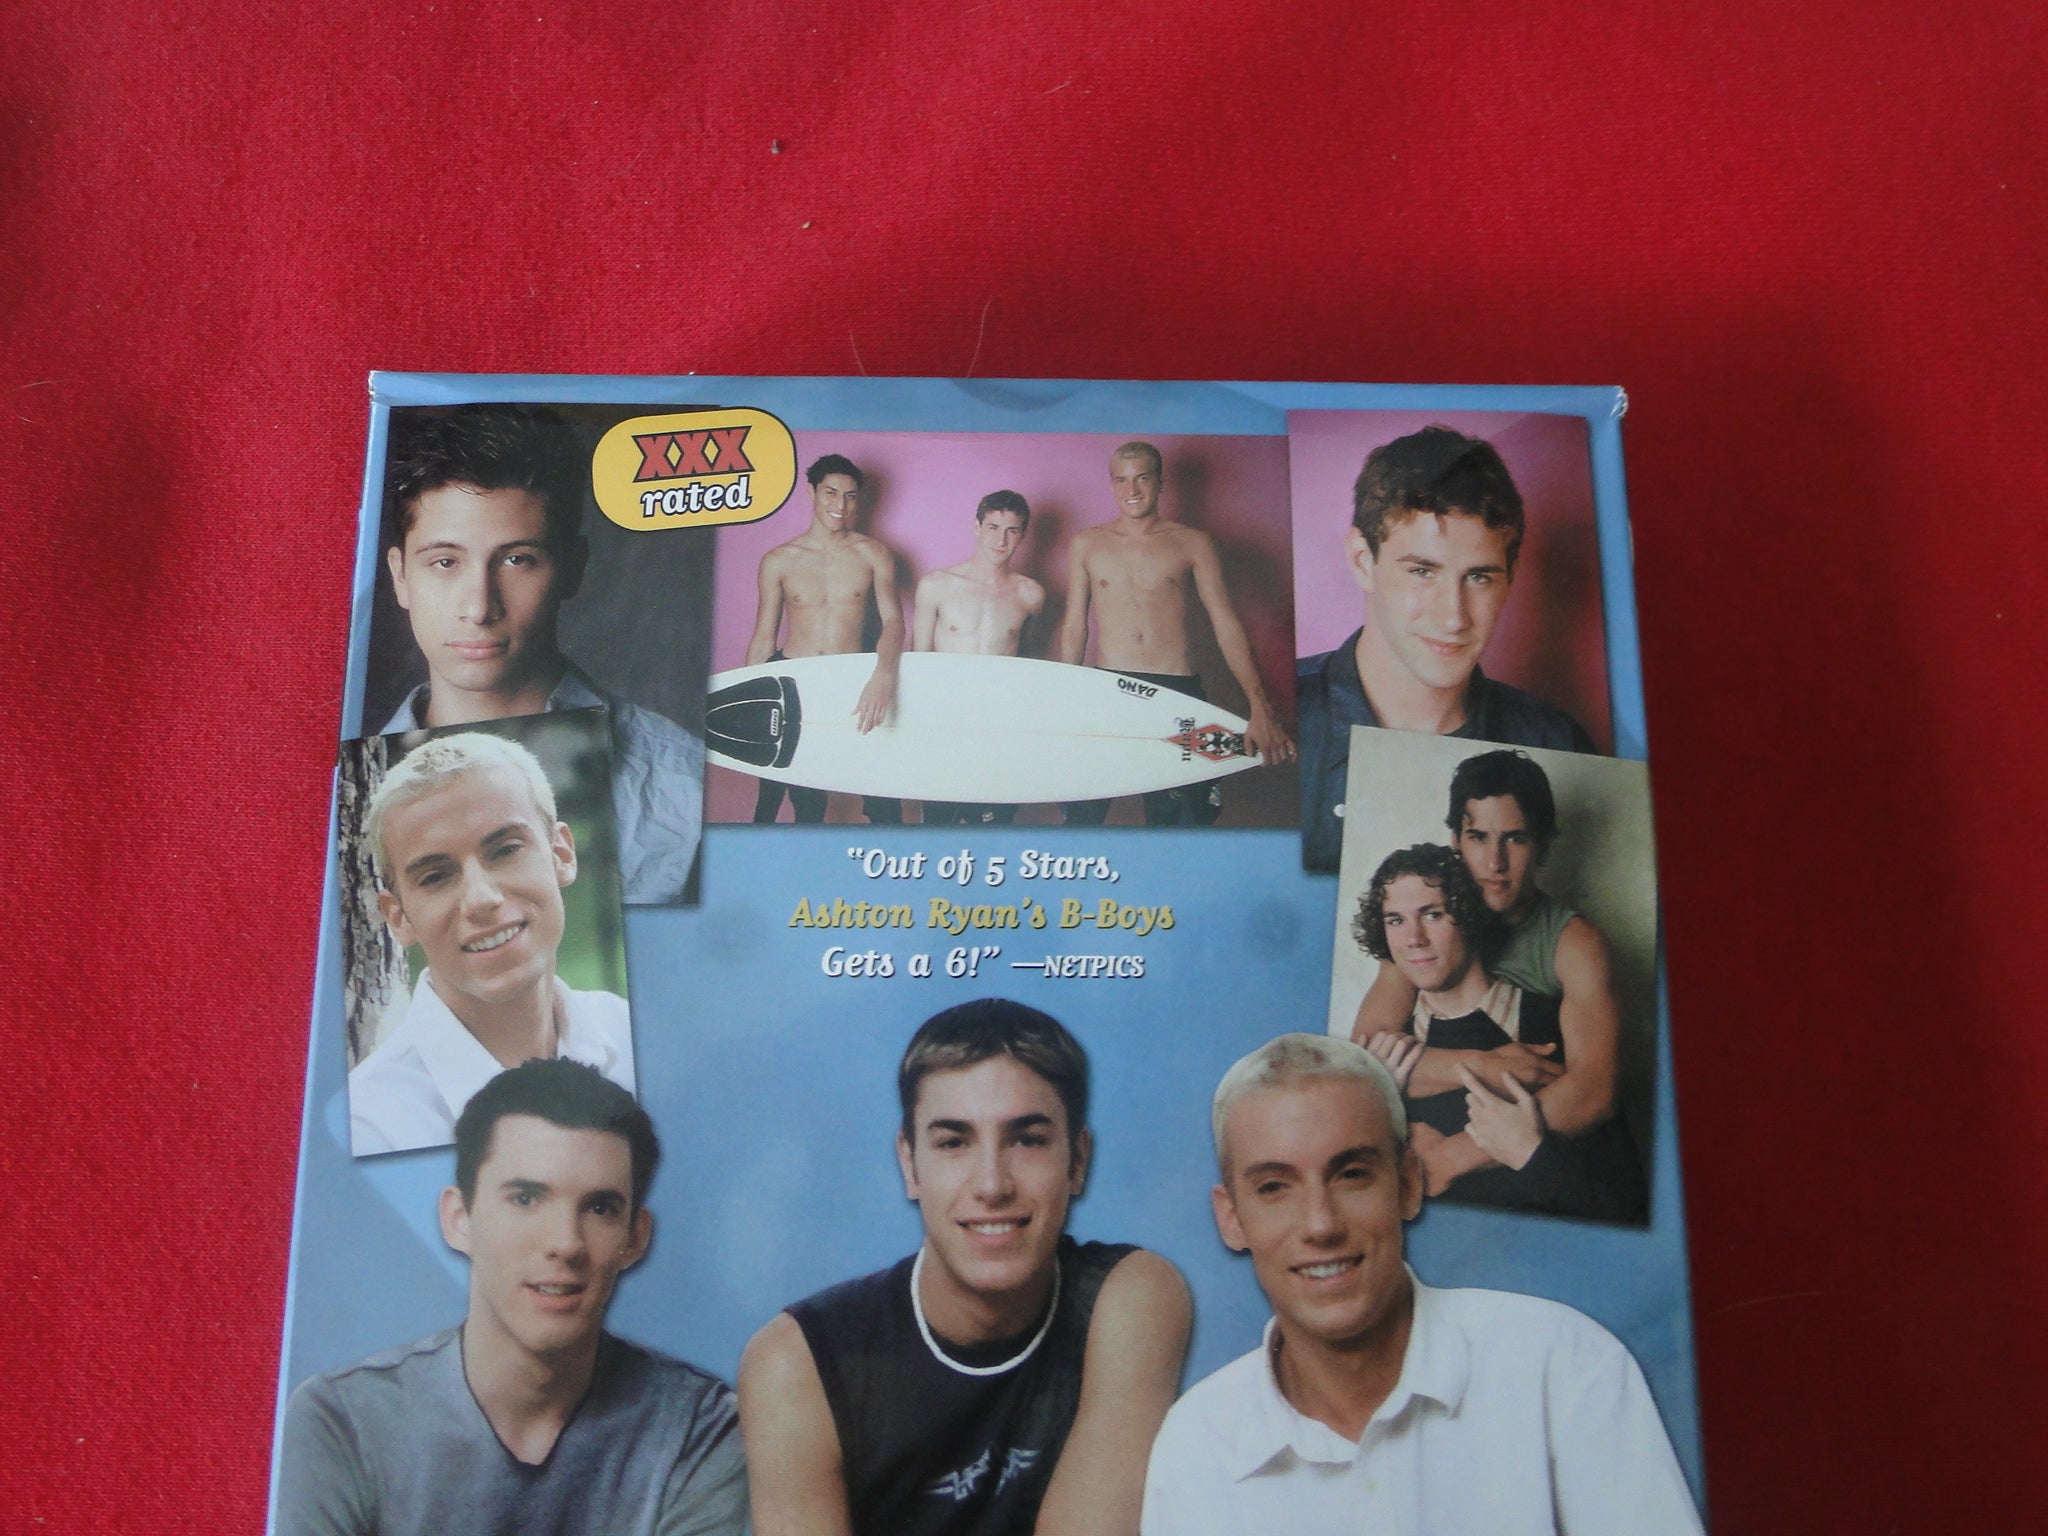 XXX
rated
DANO
"Out of 5 Stars,
Ashton Ryan's B-Boys
Gets a 6!" —NETPICS